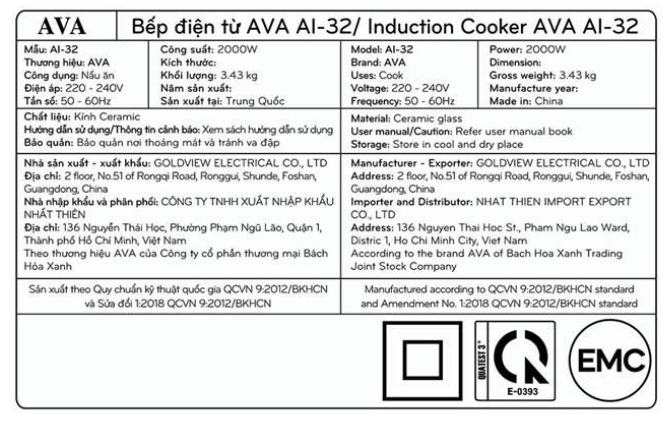 AVA
Bếp điện từ AVA AI-32/ Induction Cooker AVA AI-32
Mẫu: AI-32
Thương hiệu: AVA
Công dụng: Nấu ăn
Điện áp: 220 - 240V
Tần số: 50 - 60Hz
Công suất: 2000W
Kích thước:
Khối lượng: 3.43 kg
Năm sản xuất:
Sản xuất tại: Trung Quốc
Model: AI-32
Brand: AVA
Uses: Cook
Voltage: 220 - 240V
Frequency: 50 - 60Hz
Power: 2000W
Dimension:
Gross weight: 3.43 kg
Manufacture year:
Made in: China
Chất liệu: Kính Ceramic
Hướng dẫn sử dụng/Thông tin cảnh báo: Xem sách hướng dẫn sử dụng
Bảo quản: Bảo quản nơi thoáng mát và tránh va đập
Material: Ceramic glass
User manual/Caution: Refer user manual book
Storage: Store in cool and dry place
Nhà sản xuất - xuất khẩu: GOLDVIEW ELECTRICAL CO., LTD
Địa chỉ: 2 floor, No.51 of Rongqi Road, Ronggui, Shunde, Foshan,
Guangdong, China
Nhà nhập khẩu và phân phối: CÔNG TY TNHH XUẤT NHẬP KHẨU
NHẤT THIÊN
Địa chỉ: 136 Nguyễn Thái Học, Phường Phạm Ngũ Lão, Quận 1,
Thành phố Hồ Chí Minh, Việt Nam
Theo thương hiệu AVA của Công ty cổ phần thương mại Bách
Hóa Xanh
Manufacturer - Exporter: GOLDVIEW ELECTRICAL CO., LTD
Address: 2 floor, No.51 of Rongqi Road, Ronggui, Shunde, Foshan,
Guangdong, China
Importer and Distributor: NHAT THIEN IMPORT EXPORT
CO., LTD
Address: 136 Nguyen Thai Hoc St., Pham Ngu Lao Ward,
Distric 1, Ho Chi Minh City, Viet Nam
According to the brand AVA of Bach Hoa Xanh Trading
Joint Stock Company
Sản xuất theo Quy chuẩn kỹ thuật quốc gia QCVN 9:2012/BKHCN
và Sửa đổi 1:2018 QCVN 9:2012/BKHCN
Manufactured according to QCVN 9:2012/BKHCN standard
and Amendment No. 1:2018 QCVN 9:2012/BKHCN standard
QUATEST 3
E-0393
EMC